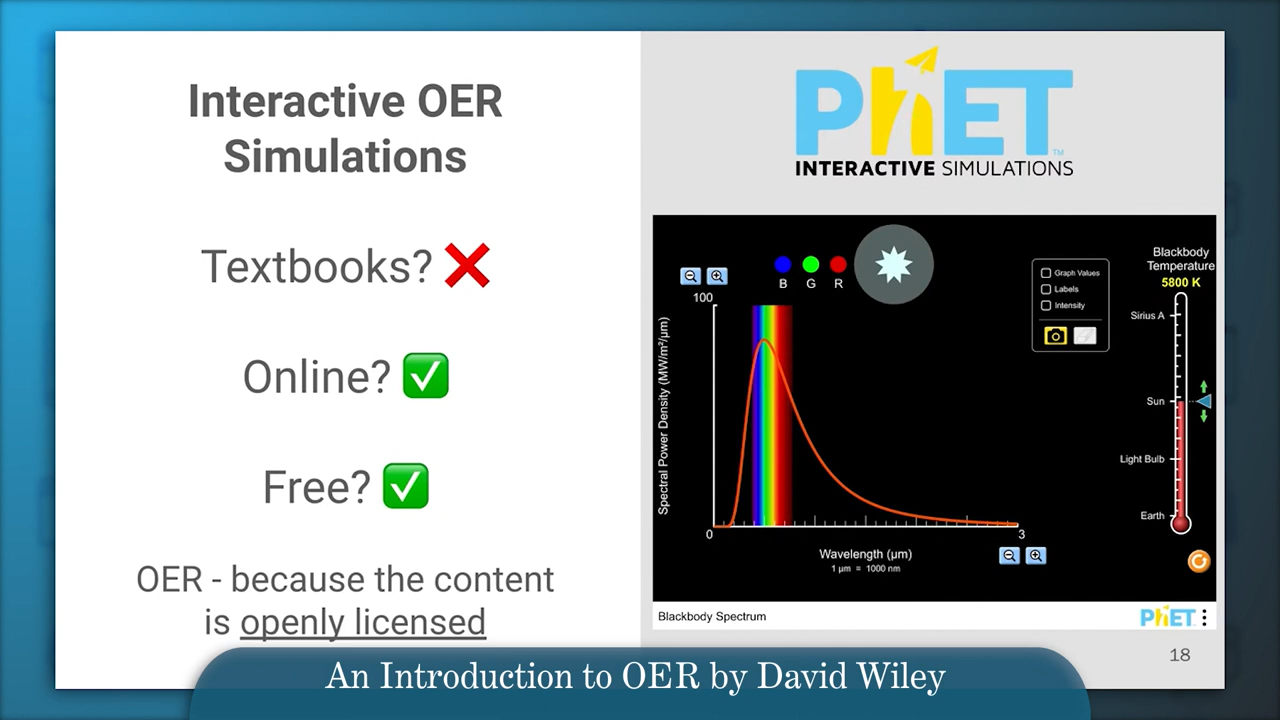 Interactive OER
Simulations
Textbooks? ❌
Online? ✅
Free? ✅
OER - because the content
is openly licensed
PhET™
INTERACTIVE SIMULATIONS
B G R
100
Spectral Power Density (MW/m²/μm)
0
3
Wavelength (μm)
1 μm = 1000 nm
Graph Values
Labels
Intensity
Blackbody
Temperature
5800 K
Sirius A
Sun
Light Bulb
Earth
Blackbody Spectrum
PhET
18
An Introduction to OER by David Wiley